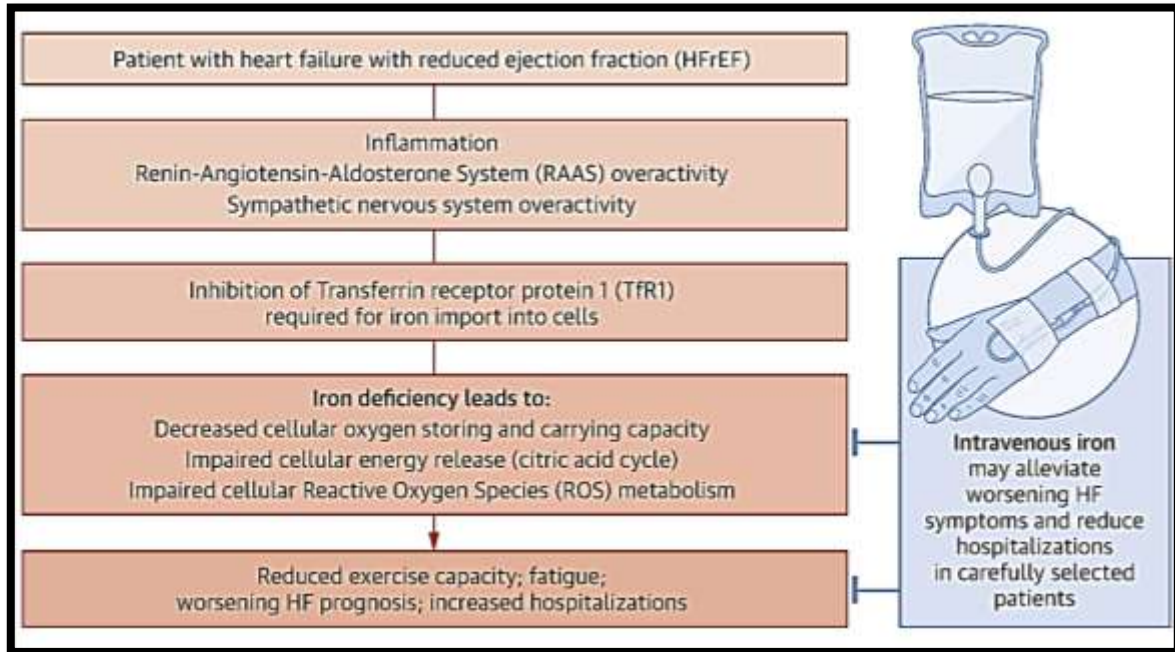 Patient with heart failure with reduced ejection fraction (HFrEF)
Inflammation
Renin-Angiotensin-Aldosterone System (RAAS) overactivity
Sympathetic nervous system overactivity
Inhibition of Transferrin receptor protein 1 (TfR1)
required for iron import into cells
Iron deficiency leads to:
Decreased cellular oxygen storing and carrying capacity
Impaired cellular energy release (citric acid cycle)
Impaired cellular Reactive Oxygen Species (ROS) metabolism
Reduced exercise capacity; fatigue;
worsening HF prognosis; increased hospitalizations
Intravenous iron
may alleviate
worsening HF
symptoms and reduce
hospitalizations
in carefully selected
patients